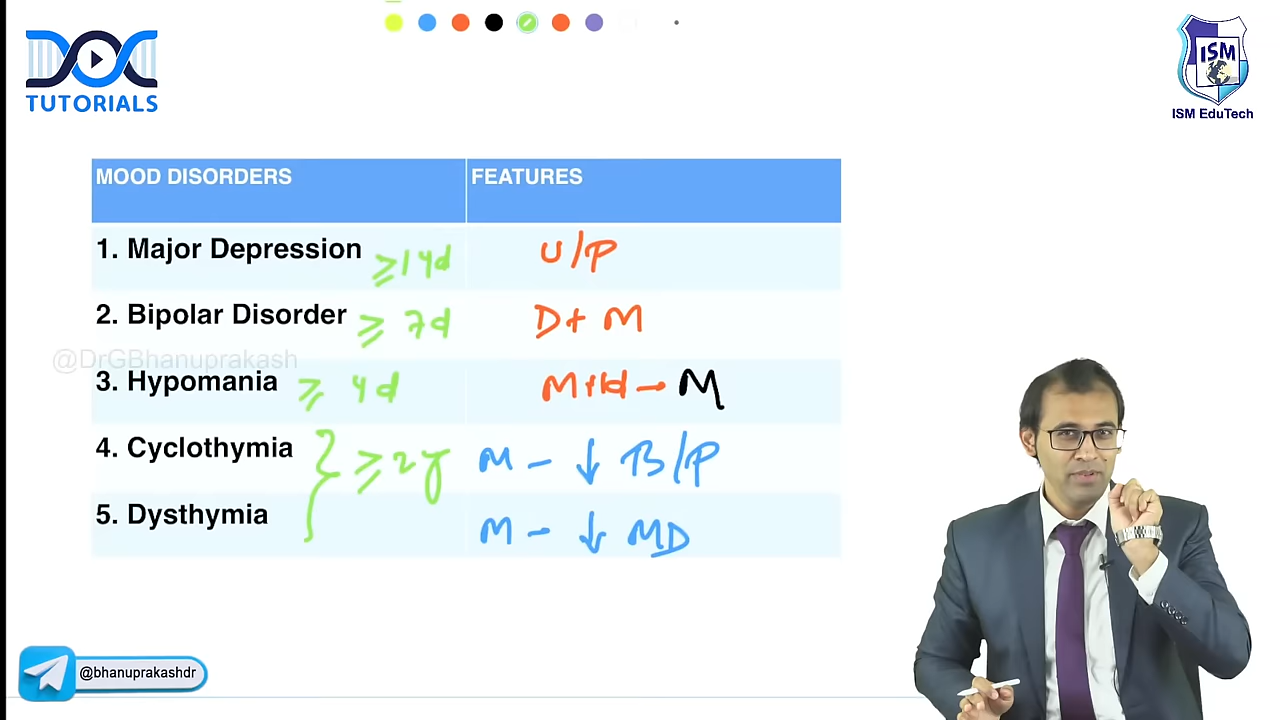 DOC
TUTORIALS
ISM
ISM EduTech
MOOD DISORDERS FEATURES
1. Major Depression ≥14d U/P
2. Bipolar Disorder ≥ 7d D+ M
@DrGBhanuprakash
3. Hypomania ≥ 4d Mild → M
4. Cyclothymia } ≥2y M - ↓ B/P
5. Dysthymia M - ↓ MD
@bhanuprakashdr